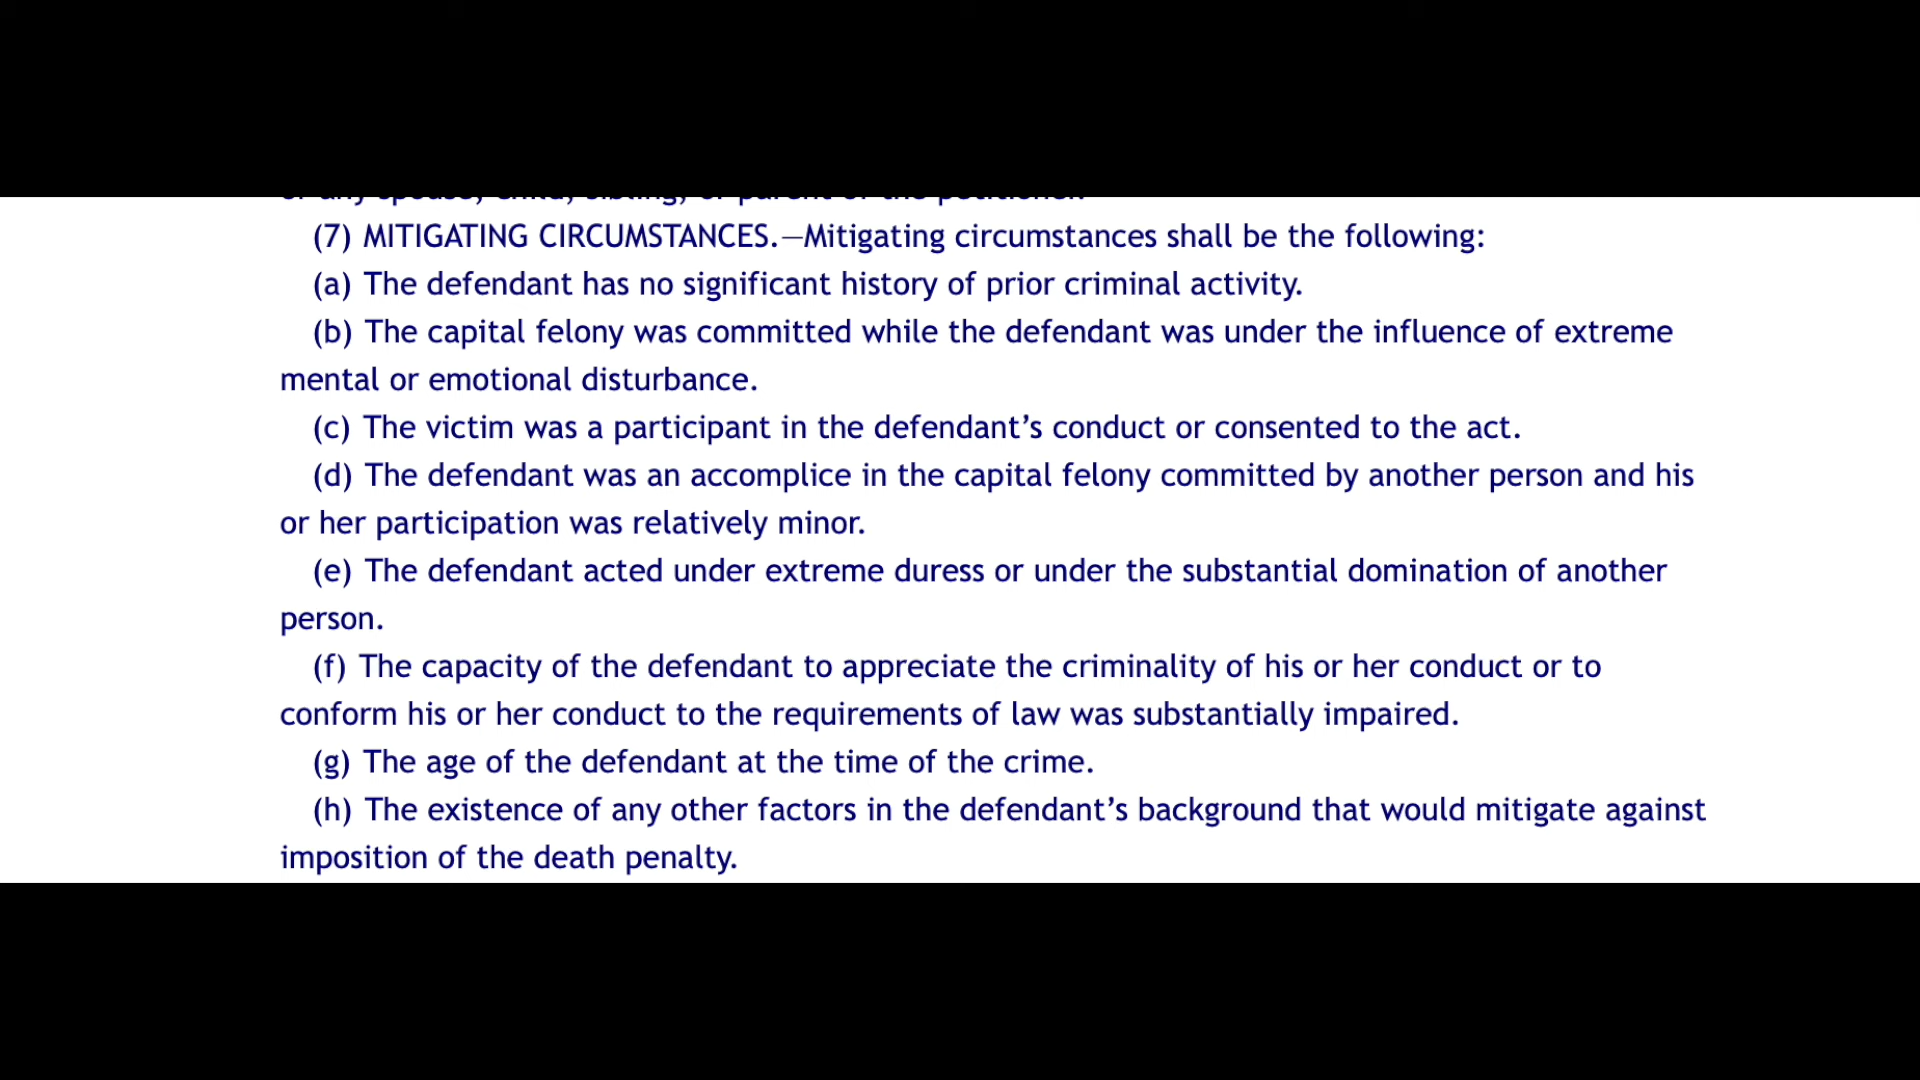 (7) MITIGATING CIRCUMSTANCES.—Mitigating circumstances shall be the following:
(a) The defendant has no significant history of prior criminal activity.
(b) The capital felony was committed while the defendant was under the influence of extreme
mental or emotional disturbance.
(c) The victim was a participant in the defendant’s conduct or consented to the act.
(d) The defendant was an accomplice in the capital felony committed by another person and his
or her participation was relatively minor.
(e) The defendant acted under extreme duress or under the substantial domination of another
person.
(f) The capacity of the defendant to appreciate the criminality of his or her conduct or to
conform his or her conduct to the requirements of law was substantially impaired.
(g) The age of the defendant at the time of the crime.
(h) The existence of any other factors in the defendant’s background that would mitigate against
imposition of the death penalty.